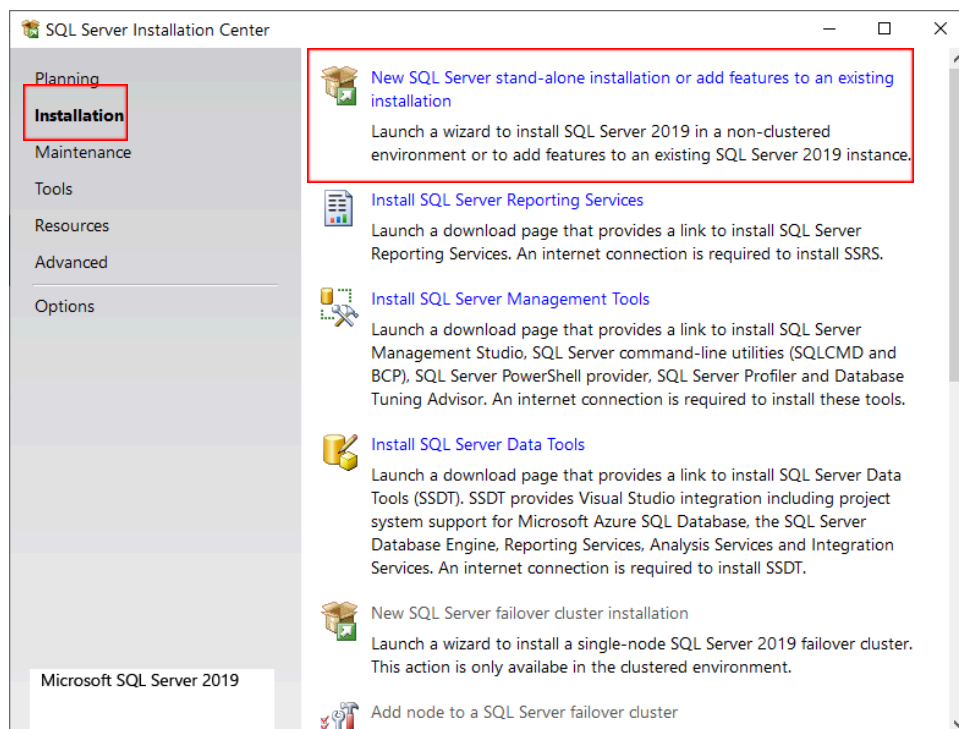 SQL Server Installation Center
Planning
Installation
Maintenance
Tools
Resources
Advanced
Options
Microsoft SQL Server 2019
New SQL Server stand-alone installation or add features to an existing
installation
Launch a wizard to install SQL Server 2019 in a non-clustered
environment or to add features to an existing SQL Server 2019 instance.
Install SQL Server Reporting Services
Launch a download page that provides a link to install SQL Server
Reporting Services. An internet connection is required to install SSRS.
Install SQL Server Management Tools
Launch a download page that provides a link to install SQL Server
Management Studio, SQL Server command-line utilities (SQLCMD and
BCP), SQL Server PowerShell provider, SQL Server Profiler and Database
Tuning Advisor. An internet connection is required to install these tools.
Install SQL Server Data Tools
Launch a download page that provides a link to install SQL Server Data
Tools (SSDT). SSDT provides Visual Studio integration including project
system support for Microsoft Azure SQL Database, the SQL Server
Database Engine, Reporting Services, Analysis Services and Integration
Services. An internet connection is required to install SSDT.
New SQL Server failover cluster installation
Launch a wizard to install a single-node SQL Server 2019 failover cluster.
This action is only availabe in the clustered environment.
Add node to a SQL Server failover cluster